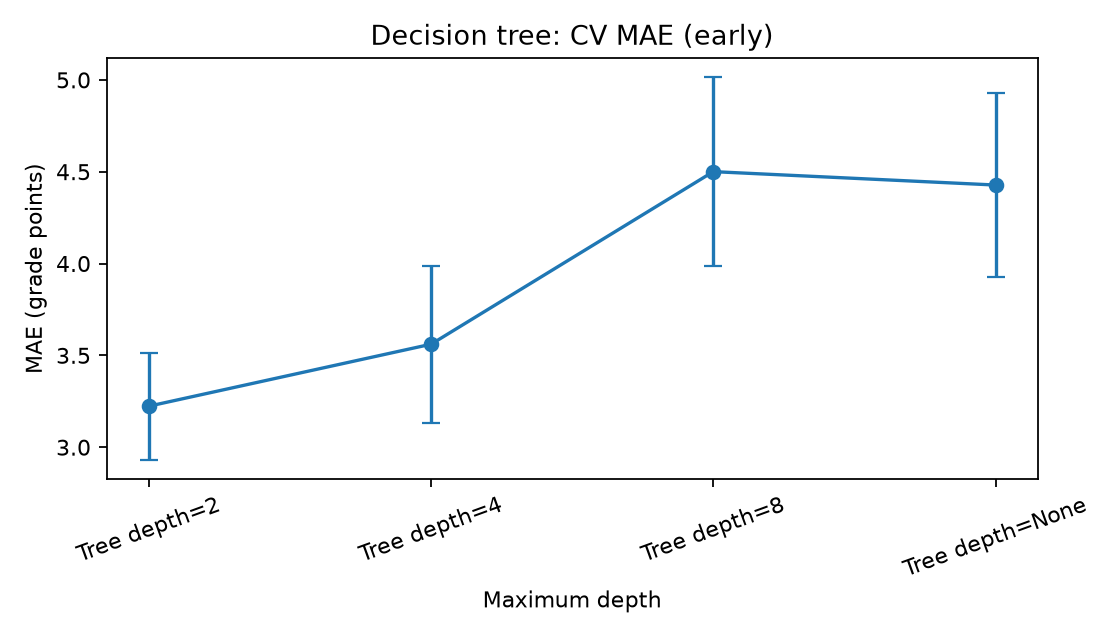 Decision tree: CV MAE (early)
MAE (grade points)
5.0
4.5
4.0
3.5
3.0
Tree depth=2
Tree depth=4
Tree depth=8
Tree depth=None
Maximum depth